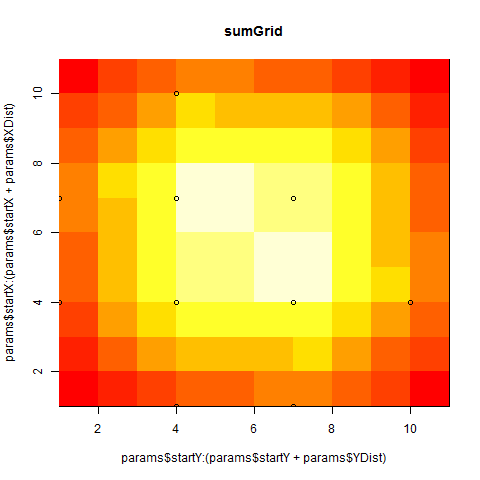 sumGrid
params$startX:(params$startX + params$XDist)
10
8
6
4
2
2 4 6 8 10
params$startY:(params$startY + params$YDist)